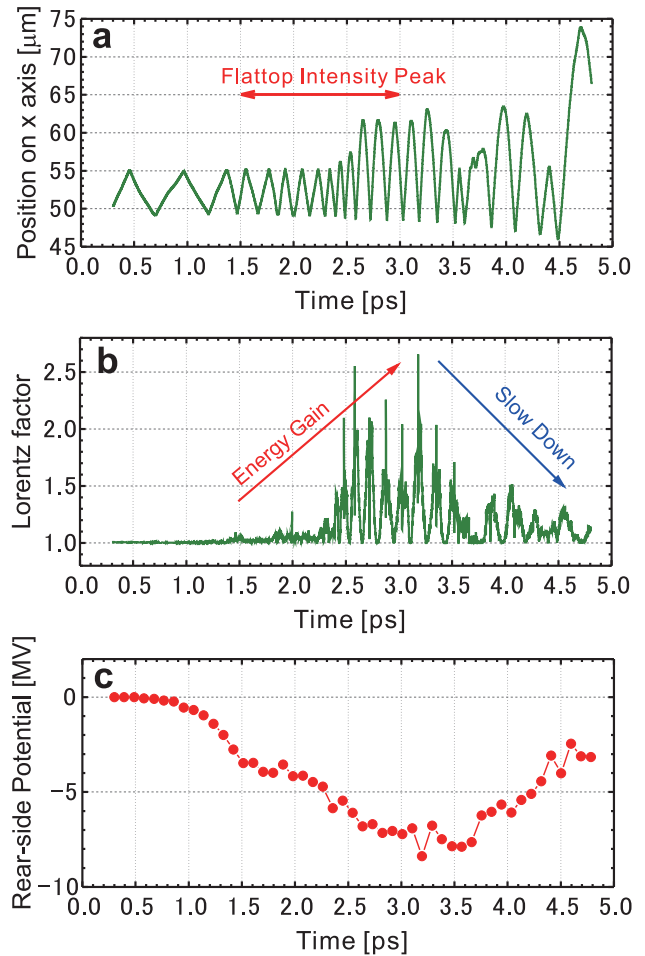 a
Position on x axis [μm]
75
70
65
60
55
50
45
Flattop Intensity Peak
0.0 0.5 1.0 1.5 2.0 2.5 3.0 3.5 4.0 4.5 5.0
Time [ps]
b
Lorentz factor
2.5
2.0
1.5
1.0
Energy Gain
Slow Down
0.0 0.5 1.0 1.5 2.0 2.5 3.0 3.5 4.0 4.5 5.0
Time [ps]
c
Rear-side Potential [MV]
0
−5
−10
0.0 0.5 1.0 1.5 2.0 2.5 3.0 3.5 4.0 4.5 5.0
Time [ps]